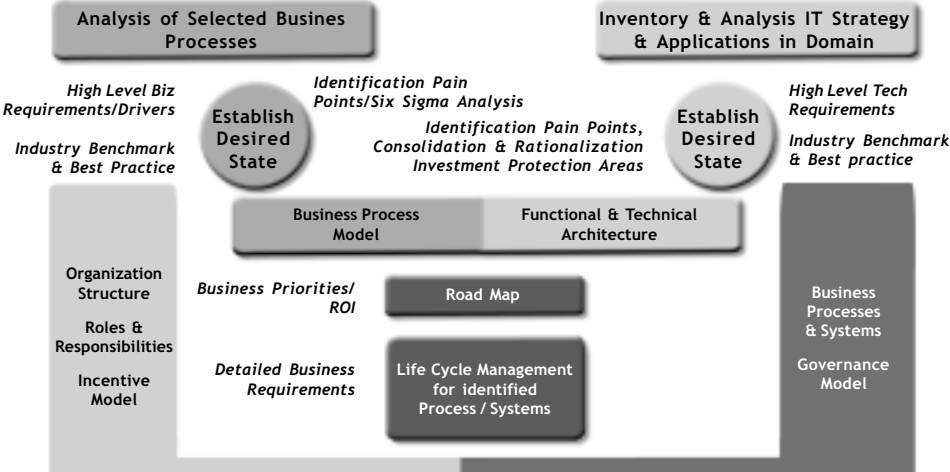 Analysis of Selected Busines
Processes
Inventory & Analysis IT Strategy
& Applications in Domain
High Level Biz
Requirements/Drivers
Industry Benchmark
& Best Practice
Establish
Desired
State
Identification Pain
Points/Six Sigma Analysis
Identification Pain Points,
Consolidation & Rationalization
Investment Protection Areas
Establish
Desired
State
High Level Tech
Requirements
Industry Benchmark
& Best practice
Business Process
Model
Functional & Technical
Architecture
Organization
Structure
Roles &
Responsibilities
Incentive
Model
Business Priorities/
ROI
Road Map
Detailed Business
Requirements
Life Cycle Management
for identified
Process / Systems
Business
Processes
& Systems
Governance
Model